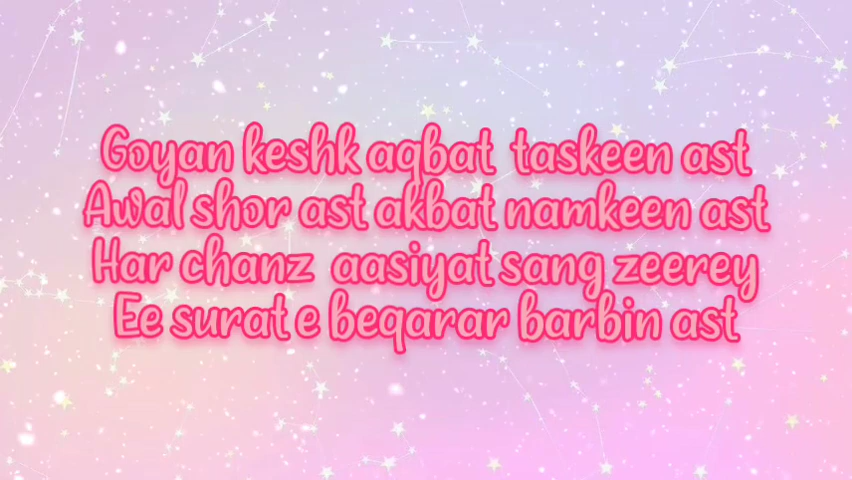 Goyan keshk aqbat taskeen ast
Awal shor ast akbat namkeen ast
Har chanz aasiyat sang zeerey
Ee surat e beqarar barbin ast